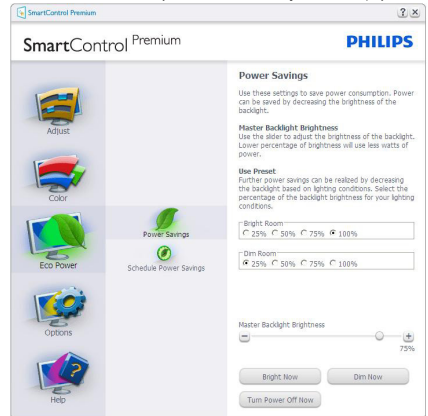 SmartControl Premium
SmartControl Premium
PHILIPS
Adjust
Color
Eco Power
Options
Help
Power Savings
Schedule Power Savings
Power Savings
Use these settings to save power consumption. Power
can be saved by decreasing the brightness of the
backlight.
Master Backlight Brightness
Use the slider to adjust the brightness of the backlight.
Lower percentage of brightness will use less watts of
power.
Use Preset
Further power savings can be realized by decreasing
the backlight based on lighting conditions. Select the
percentage of the backlight brightness for your lighting
conditions.
Bright Room
25% 50% 75% 100%
Dim Room
25% 50% 75% 100%
Master Backlight Brightness
75%
Bright Now Dim Now
Turn Power Off Now